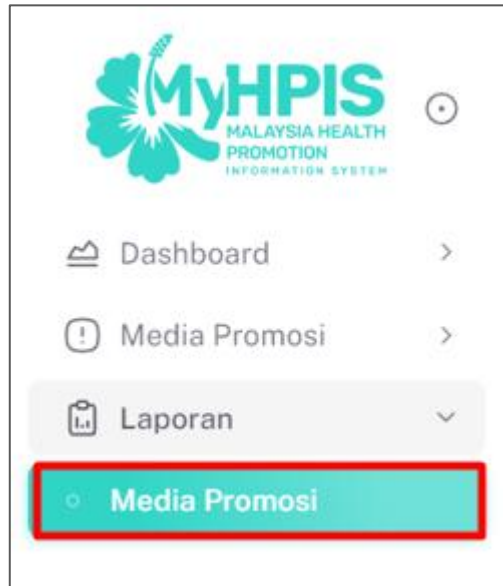 MyHPIS
MALAYSIA HEALTH
PROMOTION
INFORMATION SYSTEM
Dashboard
Media Promosi
Laporan
Media Promosi